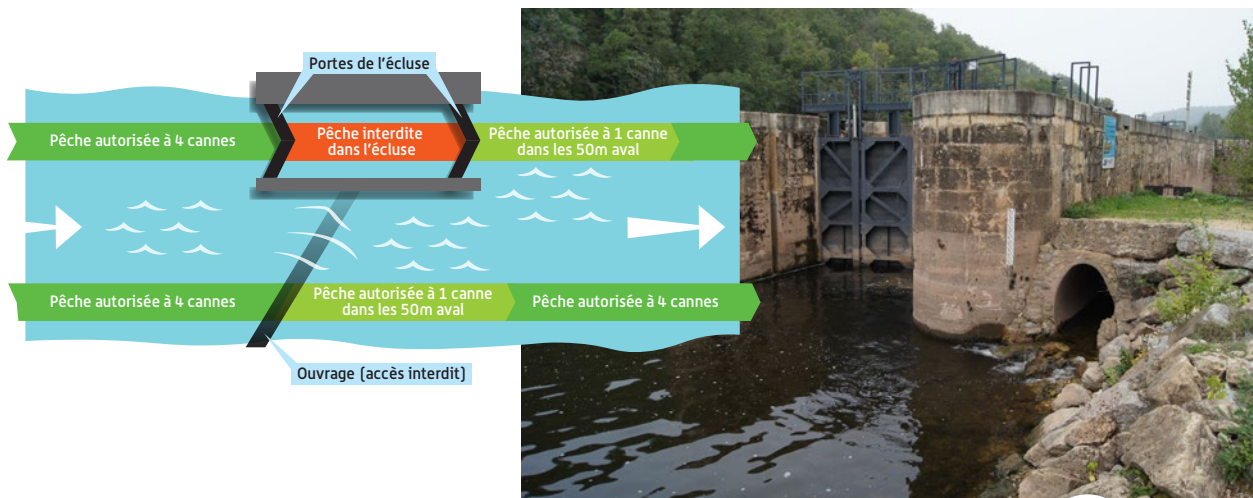 Portes de l'écluse
Pêche autorisée à 4 cannes
Pêche interdite
dans l'écluse
Pêche autorisée à 1 canne
dans les 50m aval
Pêche autorisée à 4 cannes
Pêche autorisée à 1 canne
dans les 50m aval
Pêche autorisée à 4 cannes
Ouvrage (accès interdit)